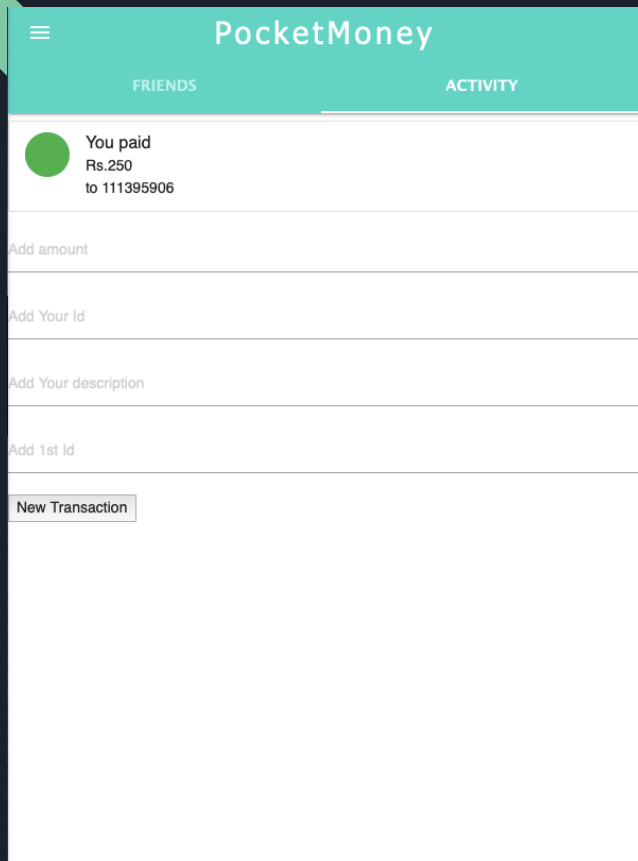 PocketMoney
FRIENDS
ACTIVITY
You paid
Rs.250
to 111395906
Add amount
Add Your Id
Add Your description
Add 1st Id
New Transaction